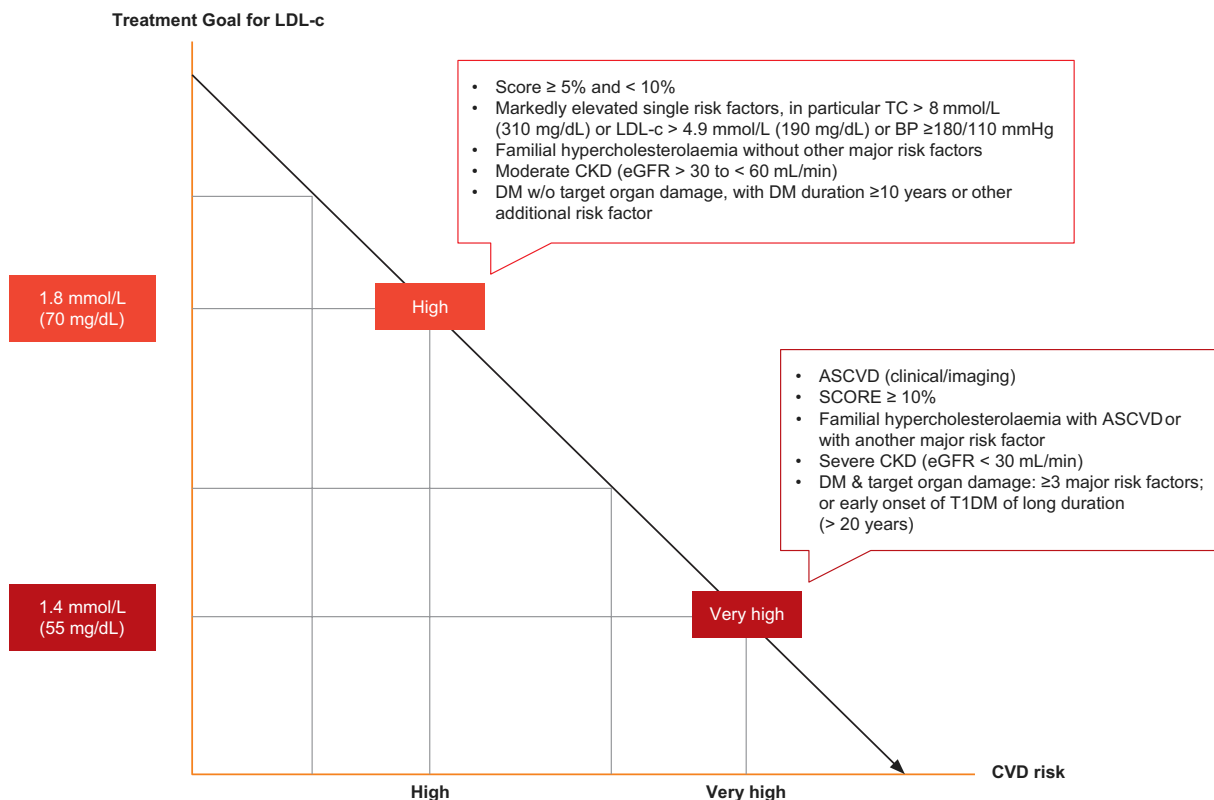 Treatment Goal for LDL-c
• Score ≥ 5% and < 10%
• Markedly elevated single risk factors, in particular TC > 8 mmol/L
(310 mg/dL) or LDL-c > 4.9 mmol/L (190 mg/dL) or BP ≥180/110 mmHg
• Familial hypercholesterolaemia without other major risk factors
• Moderate CKD (eGFR > 30 to < 60 mL/min)
• DM w/o target organ damage, with DM duration ≥10 years or other
additional risk factor
1.8 mmol/L
(70 mg/dL)
High
• ASCVD (clinical/imaging)
• SCORE ≥ 10%
• Familial hypercholesterolaemia with ASCVD or
with another major risk factor
• Severe CKD (eGFR < 30 mL/min)
• DM & target organ damage: ≥3 major risk factors;
or early onset of T1DM of long duration
(> 20 years)
1.4 mmol/L
(55 mg/dL)
Very high
CVD risk
High
Very high